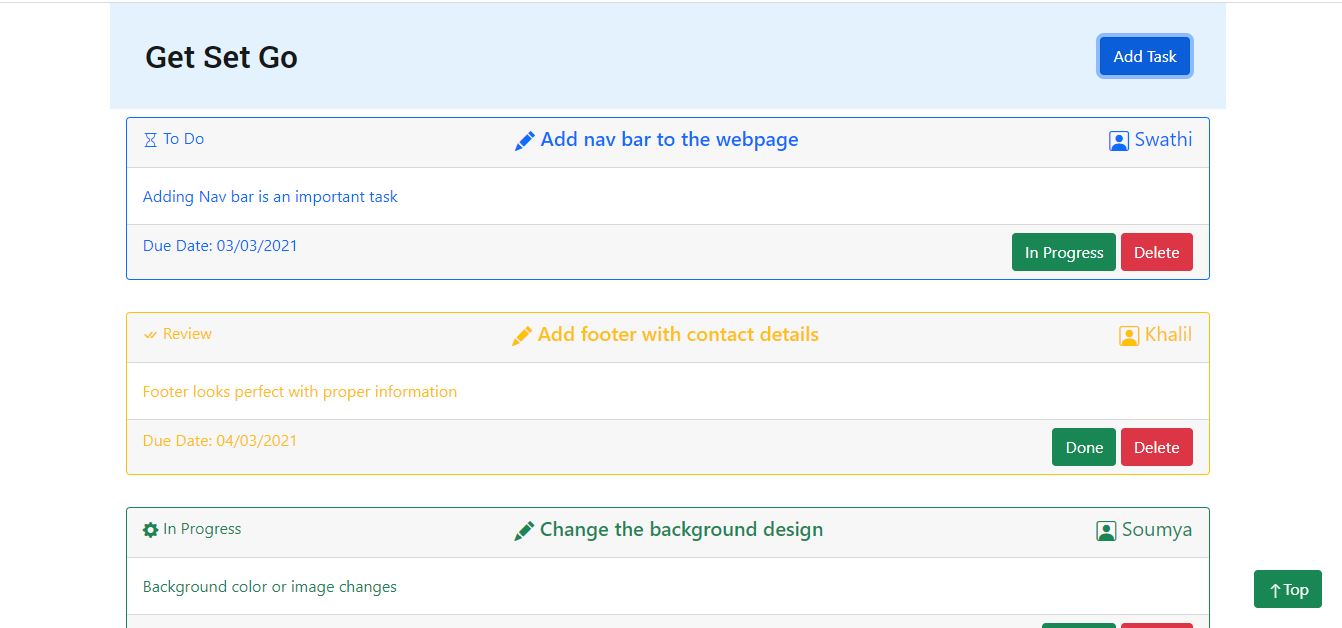 Get Set Go
Add Task
To Do
Add nav bar to the webpage
Swathi
Adding Nav bar is an important task
Due Date: 03/03/2021
In Progress
Delete
Review
Add footer with contact details
Khalil
Footer looks perfect with proper information
Due Date: 04/03/2021
Done
Delete
In Progress
Change the background design
Soumya
Background color or image changes
↑Top